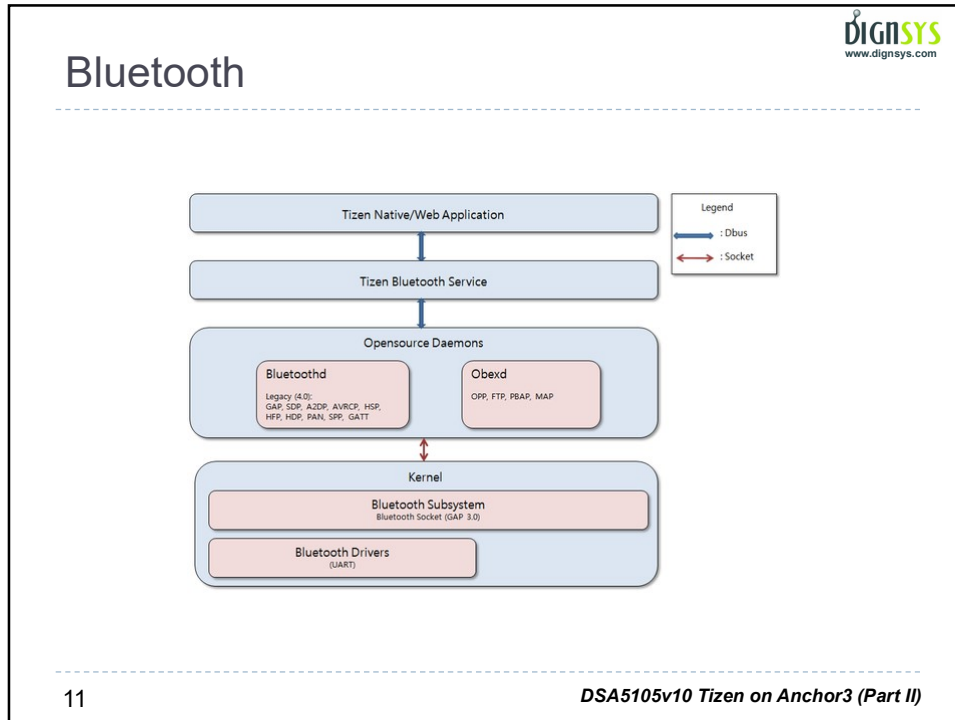 DIGNSYS
www.dignsys.com
Bluetooth
Tizen Native/Web Application
Legend
: Dbus
: Socket
Tizen Bluetooth Service
Opensource Daemons
Bluetoothd
Legacy (4.0):
GAP, SDP, A2DP, AVRCP, HSP,
HFP, HDP, PAN, SPP, GATT
Obexd
OPP, FTP, PBAP, MAP
Kernel
Bluetooth Subsystem
Bluetooth Socket (GAP 3.0)
Bluetooth Drivers
(UART)
11
DSA5105v10 Tizen on Anchor3 (Part II)